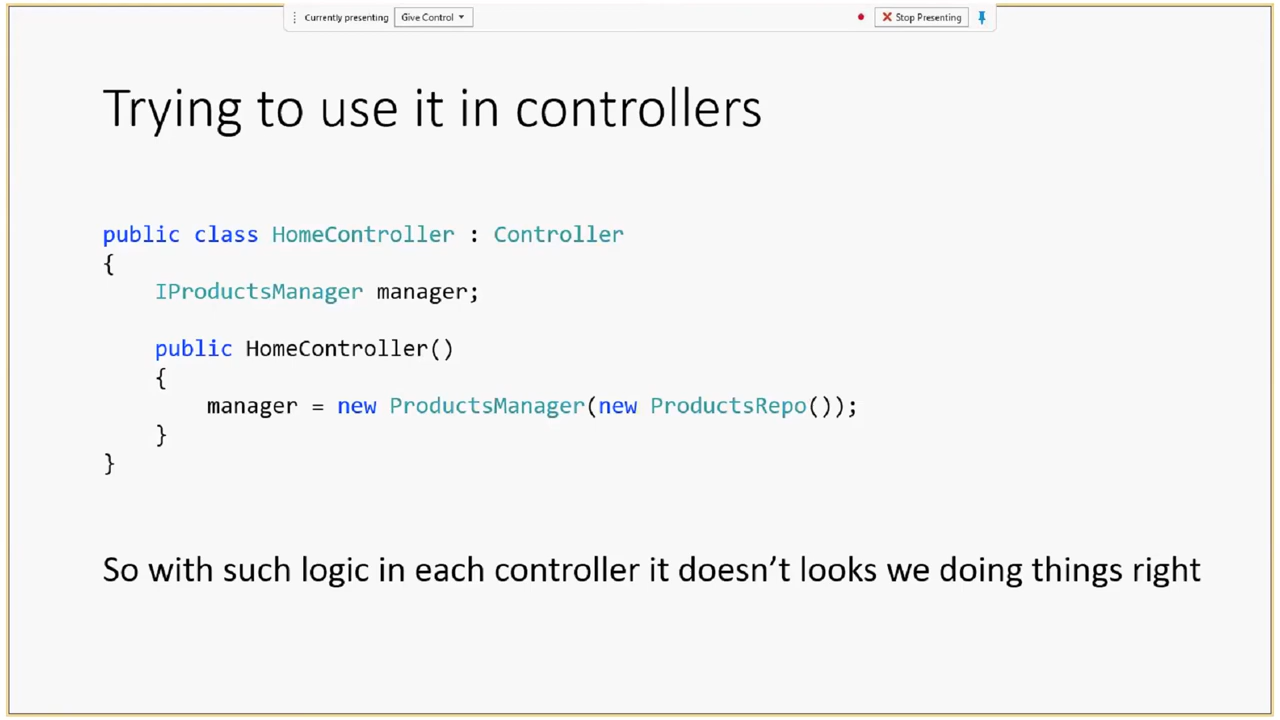 Currently presenting Give Control Stop Presenting
Trying to use it in controllers
public class HomeController : Controller
{
IProductsManager manager;
public HomeController()
{
manager = new ProductsManager(new ProductsRepo());
}
}
So with such logic in each controller it doesn’t looks we doing things right